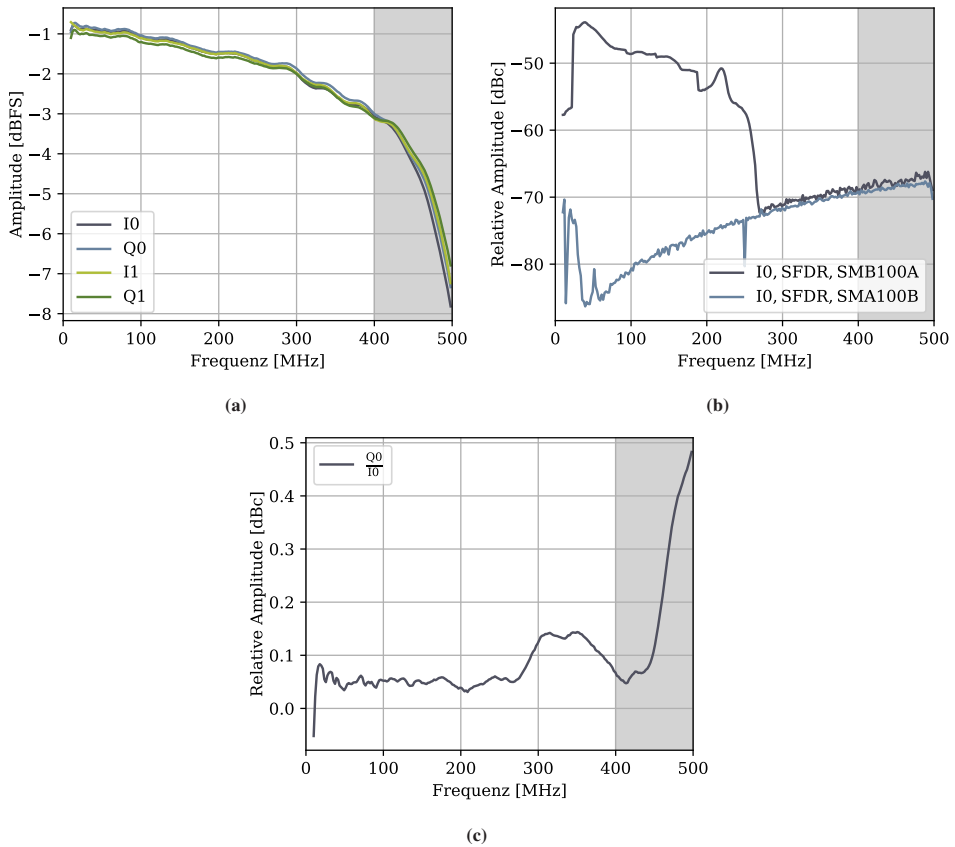 −1
−2
−3
−4
−5
−6
−7
−8
Amplitude [dBFS]
I0
Q0
I1
Q1
0 100 200 300 400 500
Frequenz [MHz]
(a)
−50
−60
−70
−80
Relative Amplitude [dBc]
I0, SFDR, SMB100A
I0, SFDR, SMA100B
0 100 200 300 400 500
Frequenz [MHz]
(b)
0.5
0.4
0.3
0.2
0.1
0.0
Relative Amplitude [dBc]
Q0
I0
0 100 200 300 400 500
Frequenz [MHz]
(c)